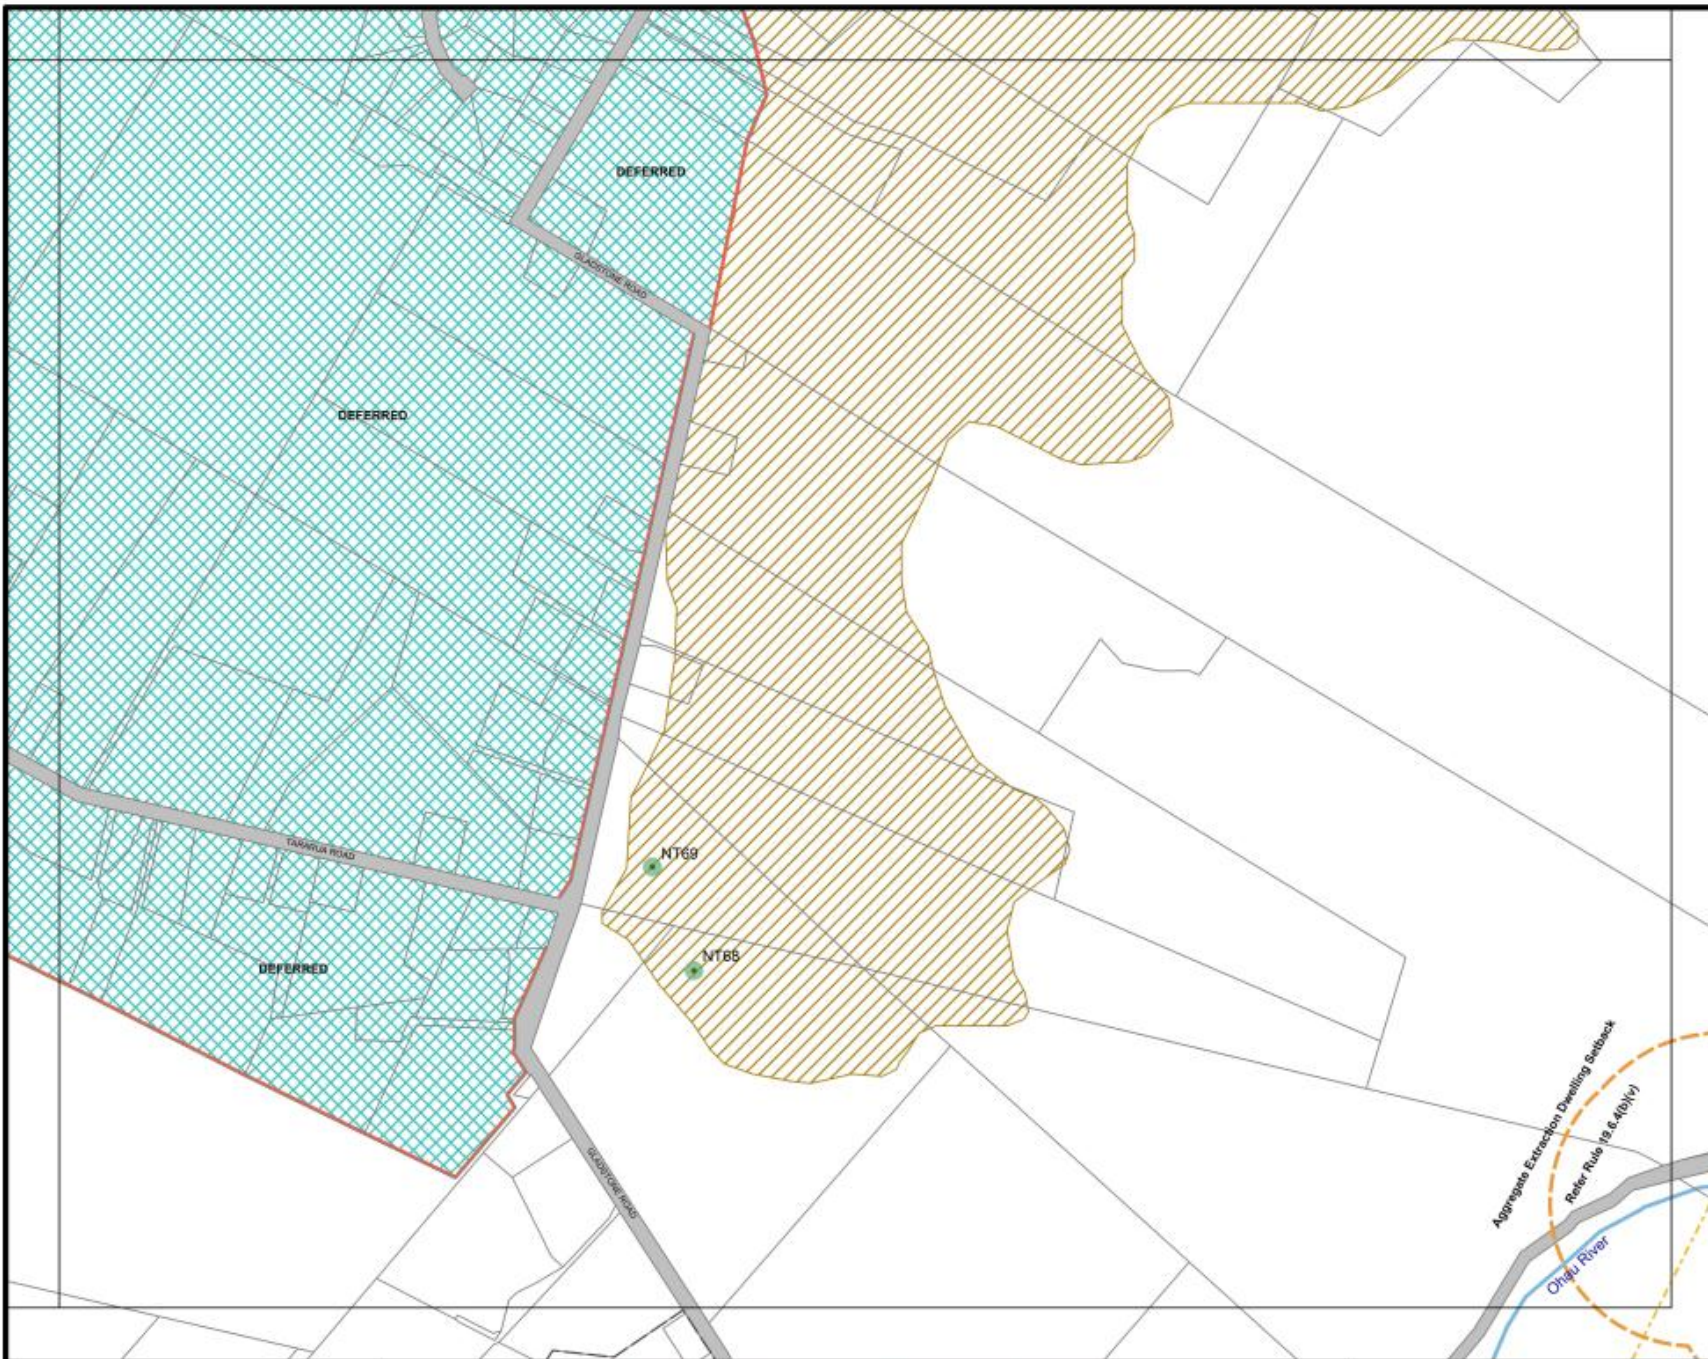 DEFERRED
GLADSTONE ROAD
DEFERRED
TARARUA ROAD
NT69
NT68
DEFERRED
Aggregate Extraction Dwelling Setback
Refer Rule 19.6.4(b)(v)
GLADSTONE ROAD
Ohau River